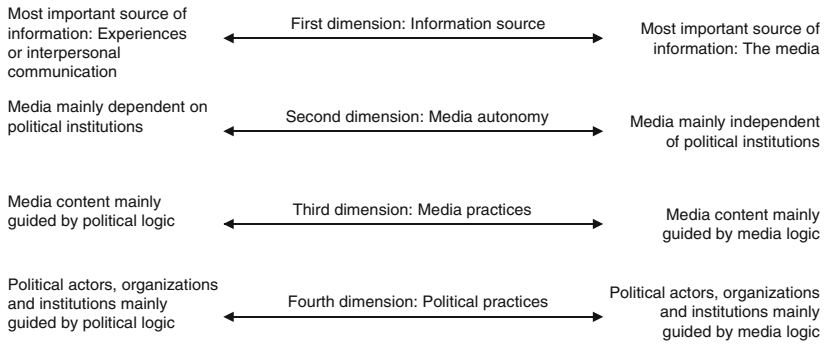 Most important source of
information: Experiences
or interpersonal
communication
First dimension: Information source
Most important source of
information: The media
Media mainly dependent on
political institutions
Second dimension: Media autonomy
Media mainly independent
of political institutions
Media content mainly
guided by political logic
Third dimension: Media practices
Media content mainly
guided by media logic
Political actors, organizations
and institutions mainly
guided by political logic
Fourth dimension: Political practices
Political actors, organizations
and institutions mainly
guided by media logic